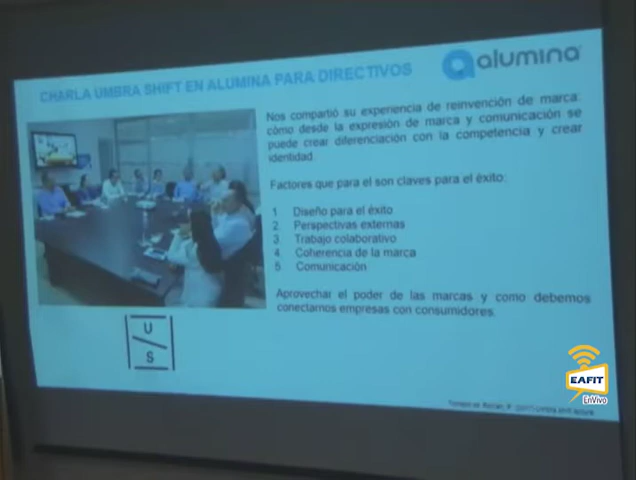 CHARLA UMBRA SHIFT EN ALUMINA PARA DIRECTIVOS
alumina
Nos compartió su experiencia de reinvención de marca:
cómo desde la expresión de marca y comunicación se
puede crear diferenciación con la competencia y crear
identidad.
Factores que para el son claves para el éxito:
1 Diseño para el éxito
2 Perspectivas externas
3 Trabajo colaborativo
4 Coherencia de la marca
5 Comunicación
Aprovechar el poder de las marcas y como debemos
conectarnos empresas con consumidores.
U
S
EAFIT
EnVivo